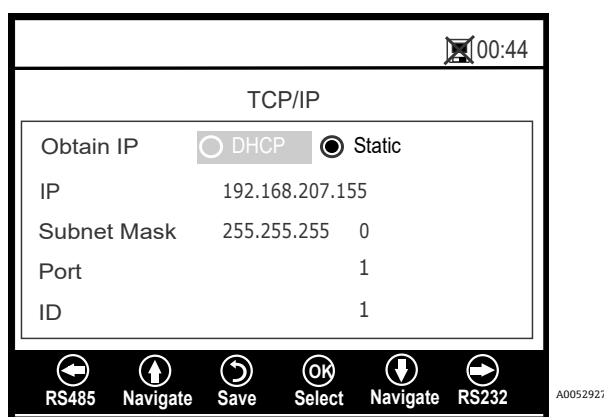 00:44
TCP/IP
Obtain IP DHCP Static
IP 192.168.207.155
Subnet Mask 255.255.255 0
Port 1
ID 1
OK
RS485 Navigate Save Select Navigate RS232
A0052927